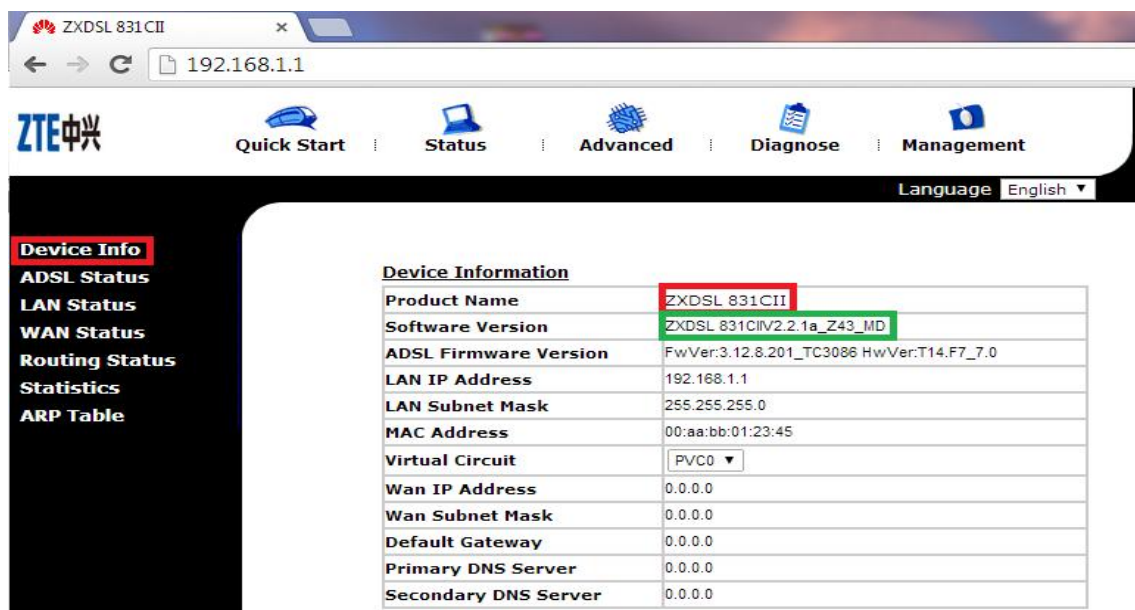 ZXDSL 831CII
192.168.1.1
ZTE中兴
Quick Start Status Advanced Diagnose Management
Language English
Device Info
ADSL Status
LAN Status
WAN Status
Routing Status
Statistics
ARP Table
Device Information
Product Name ZXDSL 831CII
Software Version ZXDSL 831CIIV2.2.1a_Z43_MD
ADSL Firmware Version FwVer:3.12.8.201_TC3086 HwVer:T14.F7_7.0
LAN IP Address 192.168.1.1
LAN Subnet Mask 255.255.255.0
MAC Address 00:aa:bb:01:23:45
Virtual Circuit PVC0
Wan IP Address 0.0.0.0
Wan Subnet Mask 0.0.0.0
Default Gateway 0.0.0.0
Primary DNS Server 0.0.0.0
Secondary DNS Server 0.0.0.0